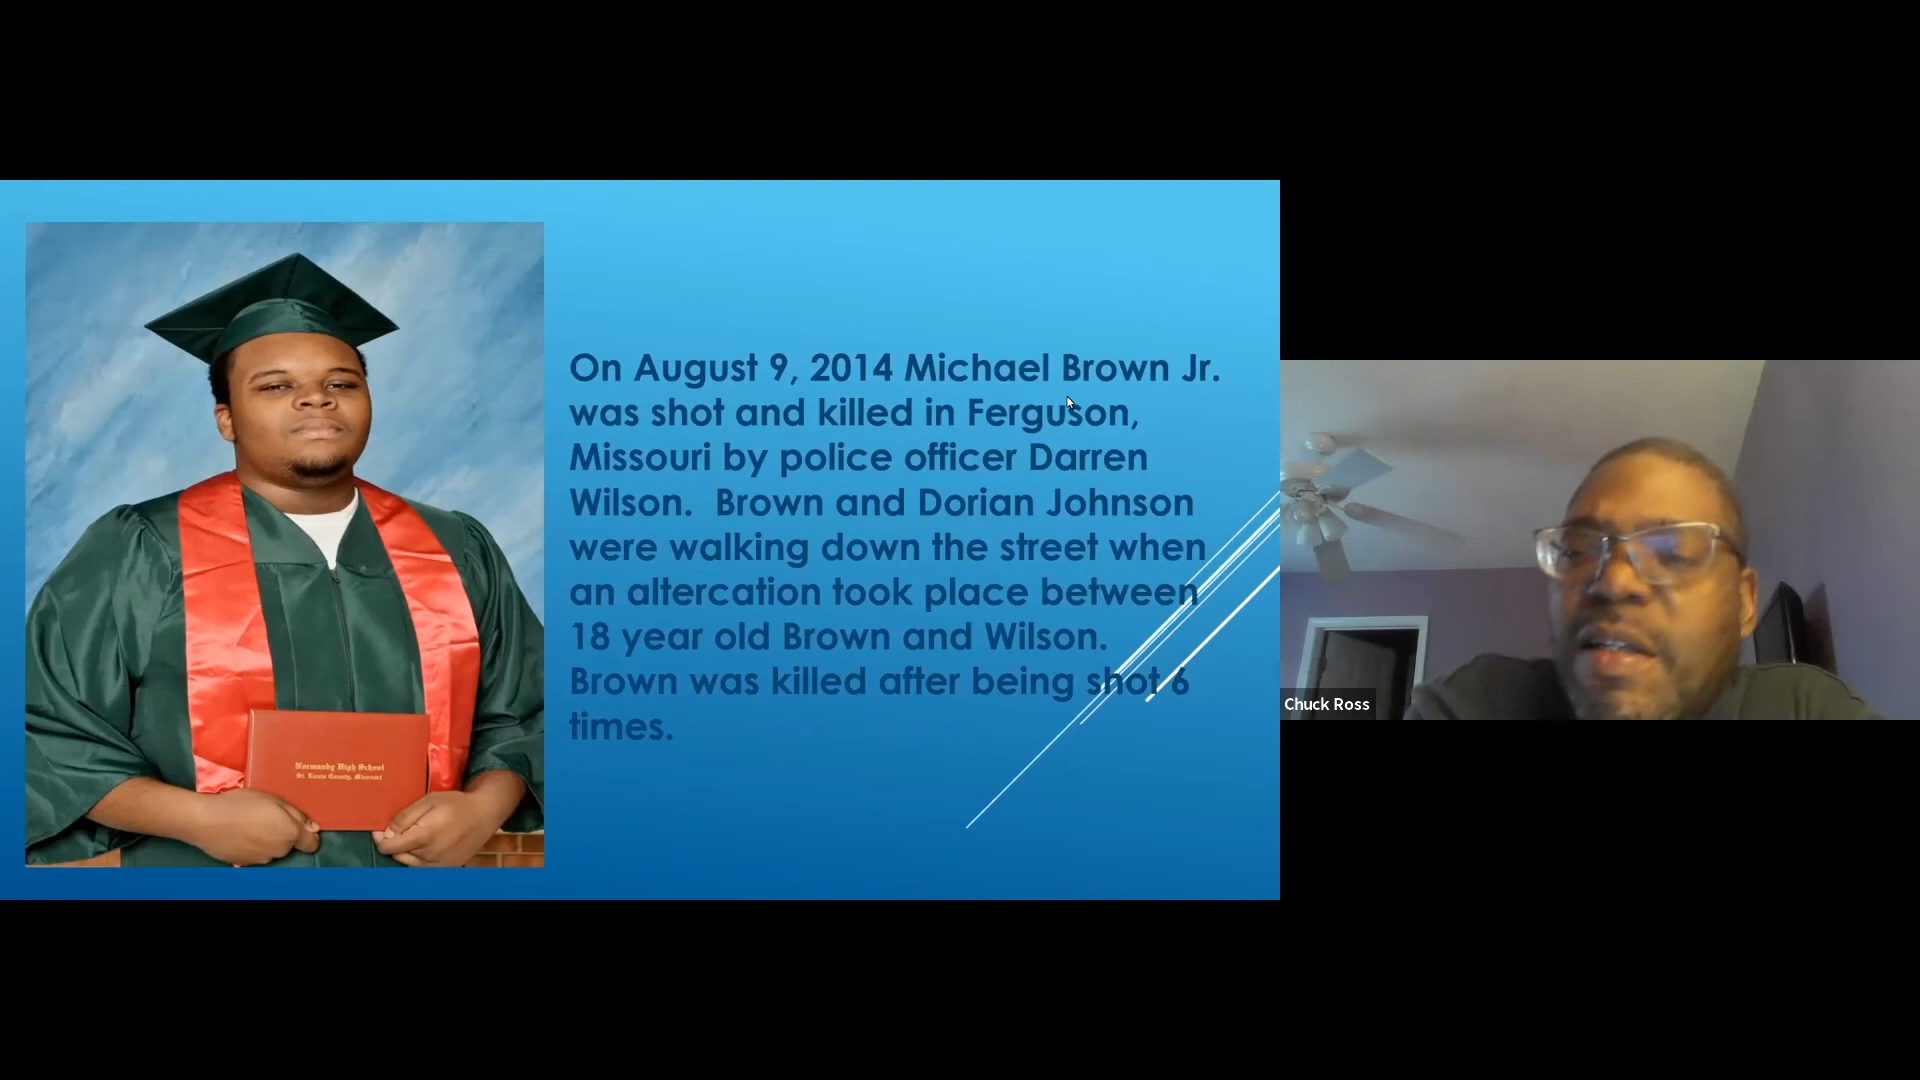 On August 9, 2014 Michael Brown Jr.
was shot and killed in Ferguson,
Missouri by police officer Darren
Wilson.  Brown and Dorian Johnson
were walking down the street when
an altercation took place between
18 year old Brown and Wilson.
Brown was killed after being shot 6
times.
Normandy High School
St. Louis County, Missouri
Chuck Ross